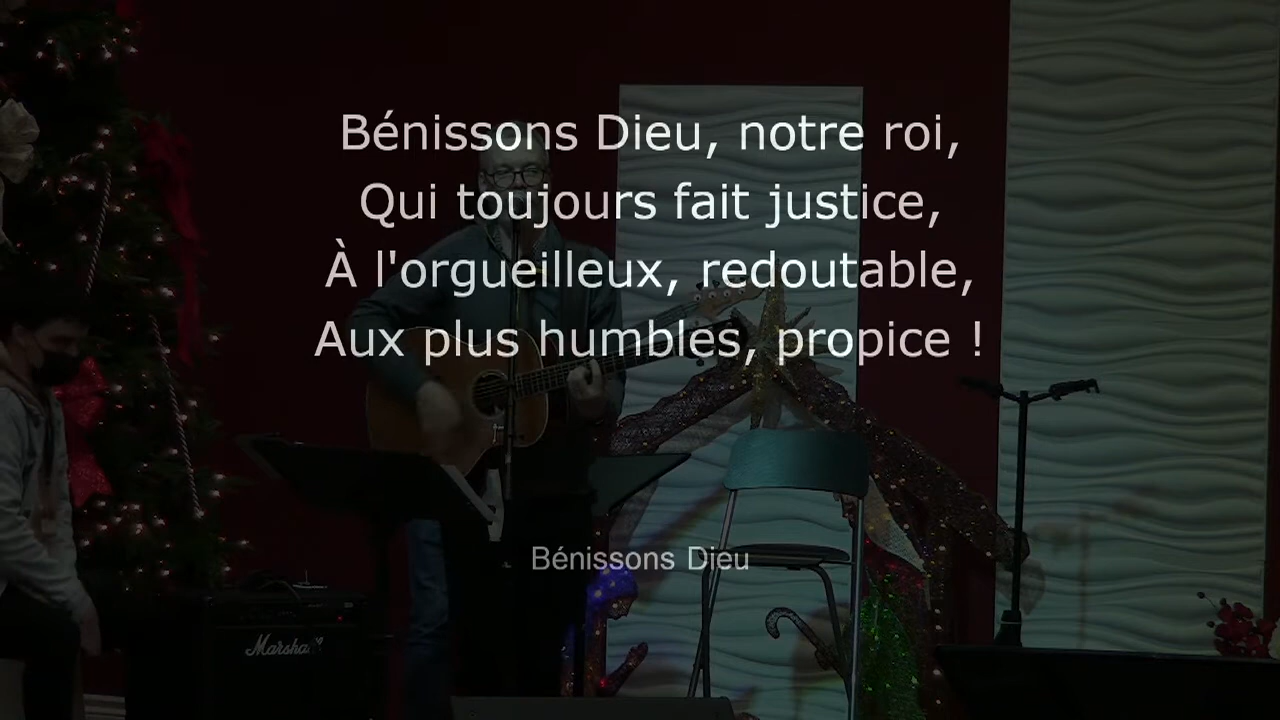 Bénissons Dieu, notre roi,
Qui toujours fait justice,
À l'orgueilleux, redoutable,
Aux plus humbles, propice !
Bénissons Dieu
Marshall